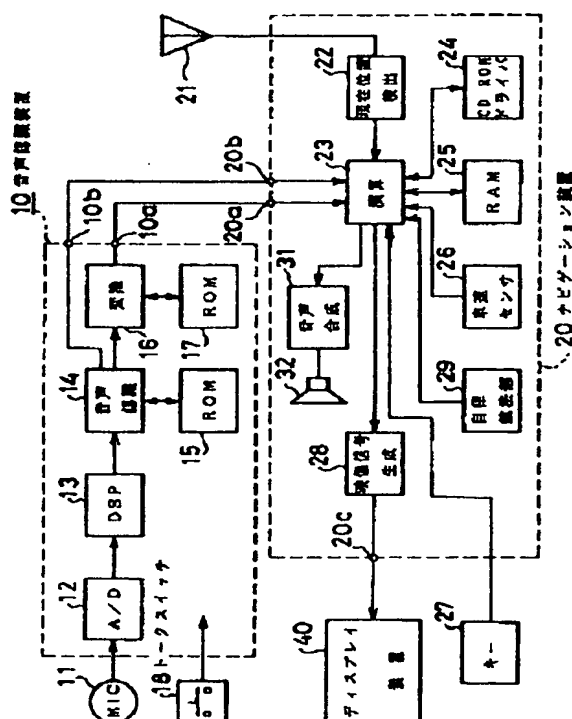 10 音声認識装置
10b
10a
11
MIC
12
A/D
13
DSP
14
音声
認識
15
ROM
16
変換
17
ROM
18 トークスイッチ
20b
20a
21
22
現在位置
検出
23
演算
24
CD ROM
ドライバ
25
RAM
26
車速
センサ
29
自律
航法部
31
音声
合成
32
28
映像信号
生成
20c
20 ナビゲーション装置
40
ディスプレイ
装置
27
キー